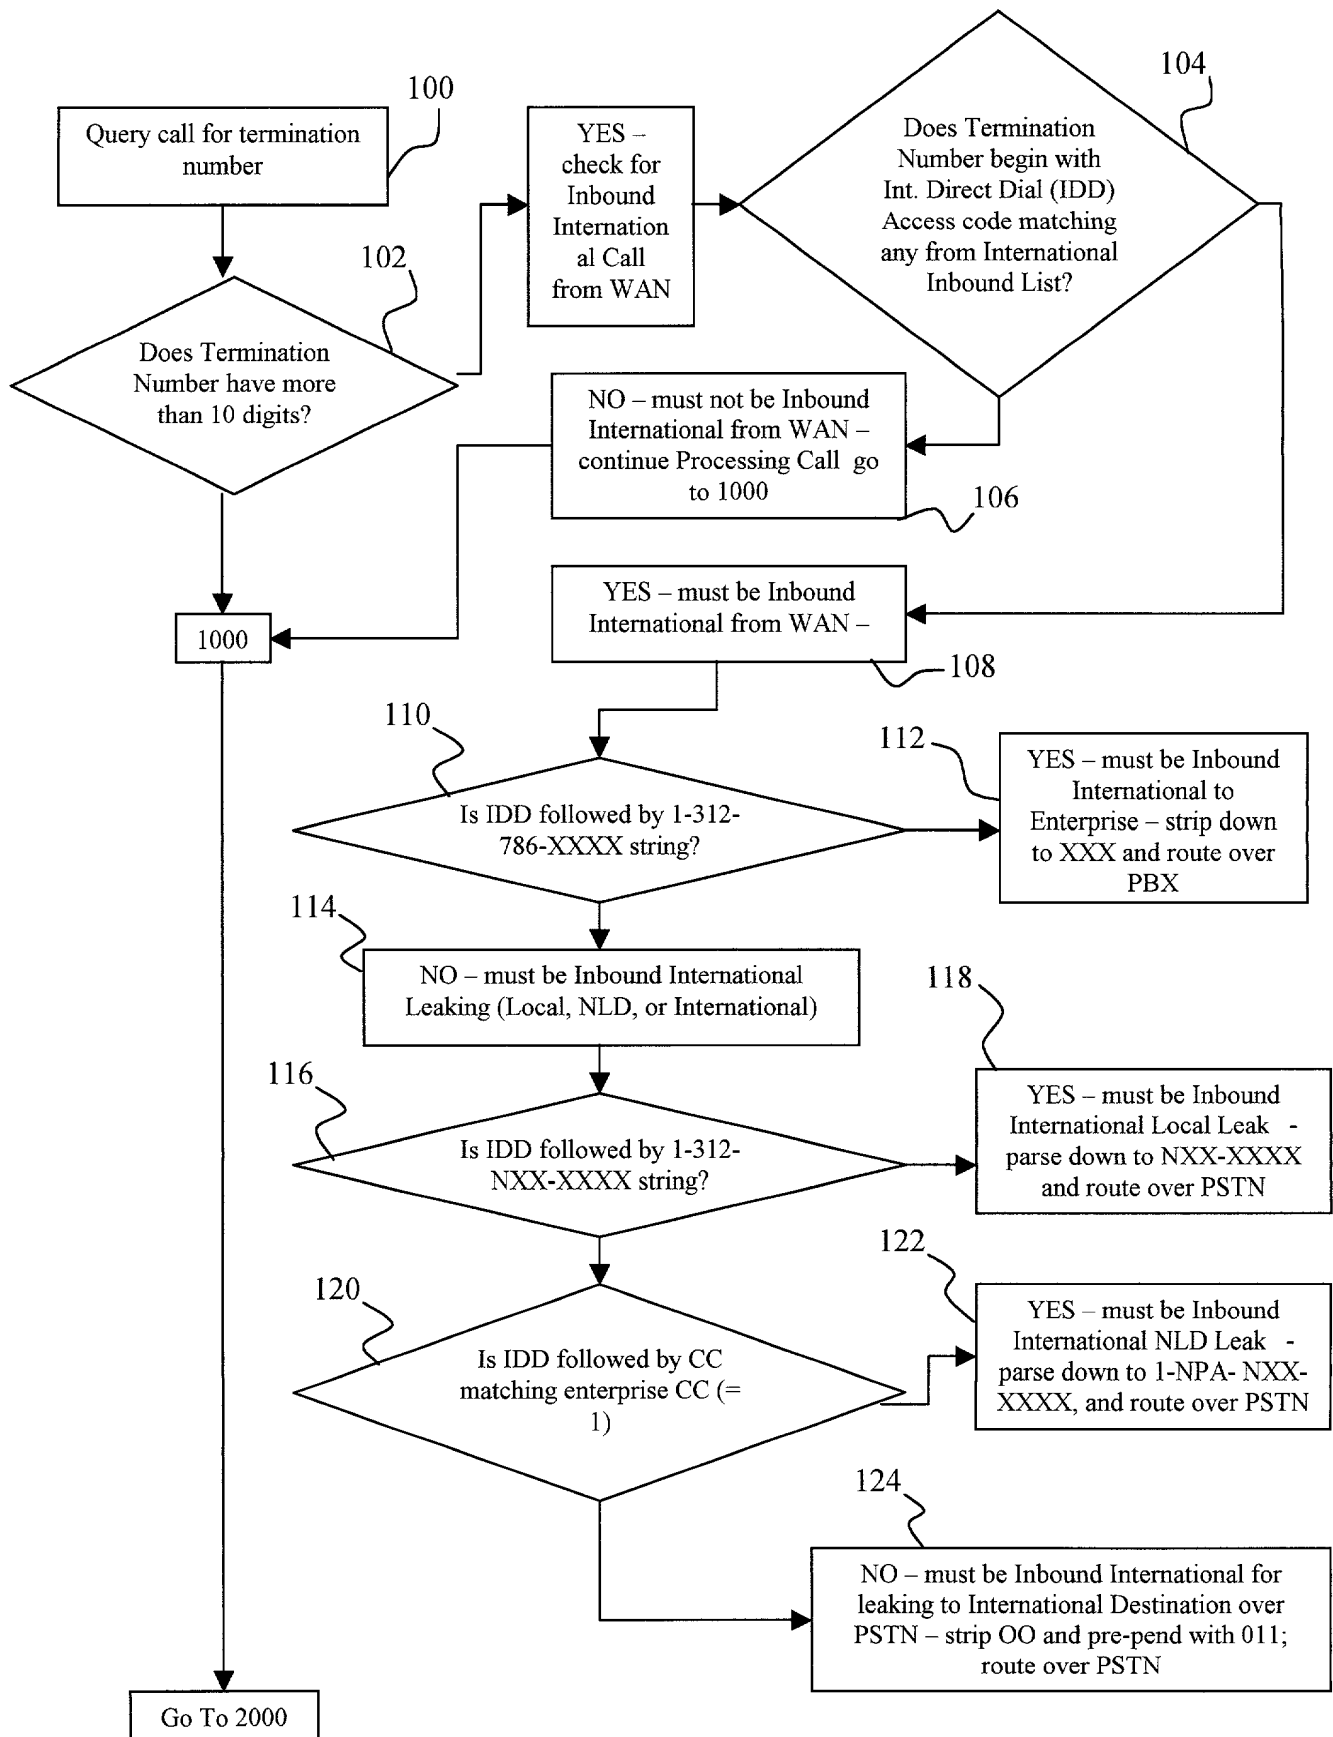 100
Query call for termination
number
102
Does Termination
Number have more
than 10 digits?
YES –
check for
Inbound
Internation
al Call
from WAN
104
Does Termination
Number begin with
Int. Direct Dial (IDD)
Access code matching
any from International
Inbound List?
NO – must not be Inbound
International from WAN –
continue Processing Call go
to 1000
106
YES – must be Inbound
International from WAN –
108
1000
110
Is IDD followed by 1-312-
786-XXXX string?
112
YES – must be Inbound
International to
Enterprise – strip down
to XXX and route over
PBX
114
NO – must be Inbound International
Leaking (Local, NLD, or International)
116
Is IDD followed by 1-312-
NXX-XXXX string?
118
YES – must be Inbound
International Local Leak -
parse down to NXX-XXXX
and route over PSTN
120
Is IDD followed by CC
matching enterprise CC (=
1)
122
YES – must be Inbound
International NLD Leak -
parse down to 1-NPA- NXX-
XXXX, and route over PSTN
124
NO – must be Inbound International for
leaking to International Destination over
PSTN – strip OO and pre-pend with 011;
route over PSTN
Go To 2000